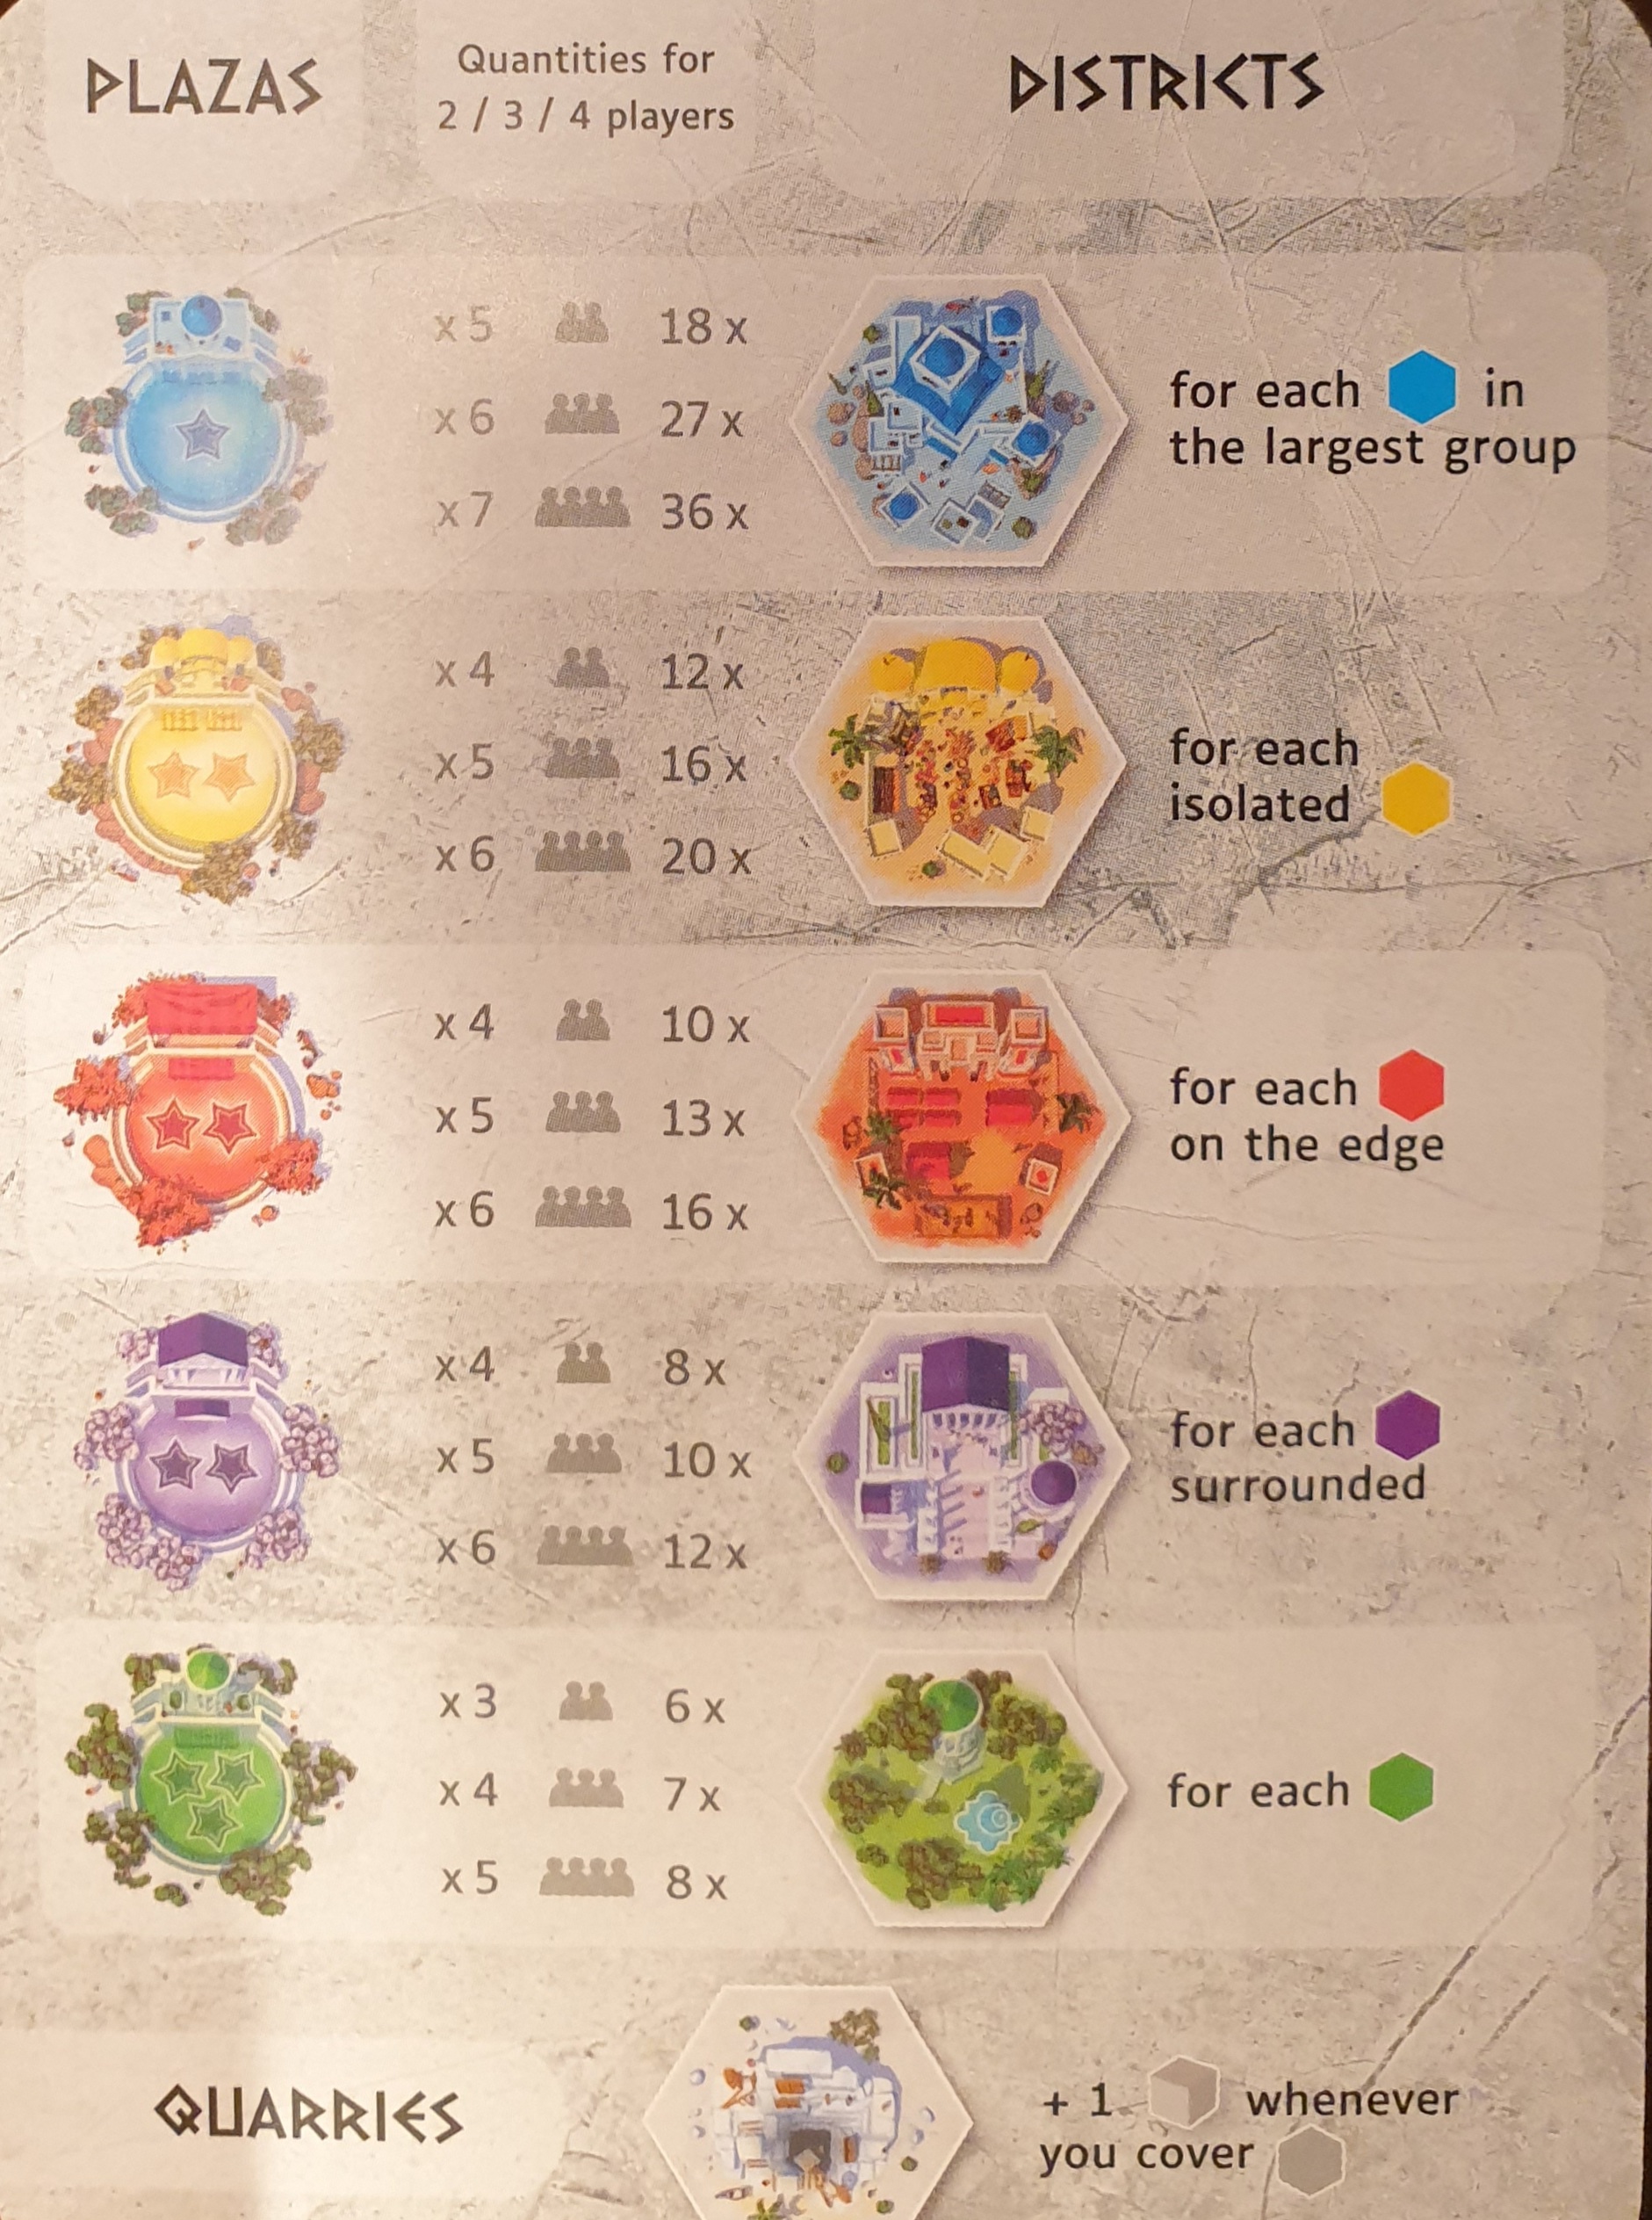 PLAZAS
Quantities for
2 / 3 / 4 players
DISTRICTS
x 5 18 x
x 6 27 x
x 7 36 x
for each in
the largest group
x 4 12 x
x 5 16 x
x 6 20 x
for each
isolated
x 4 10 x
x 5 13 x
x 6 16 x
for each
on the edge
x 4 8 x
x 5 10 x
x 6 12 x
for each
surrounded
x 3 6 x
x 4 7 x
x 5 8 x
for each
QUARRIES
+ 1 whenever
you cover